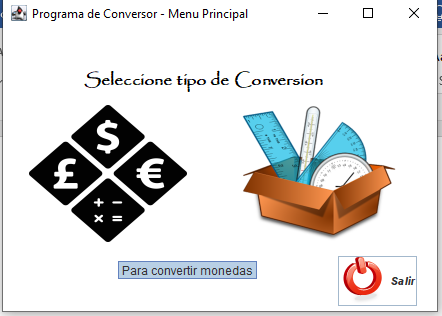 Programa de Conversor - Menu Principal
Seleccione tipo de Conversion
$
£ €
+ -
× =
Para convertir monedas
Salir